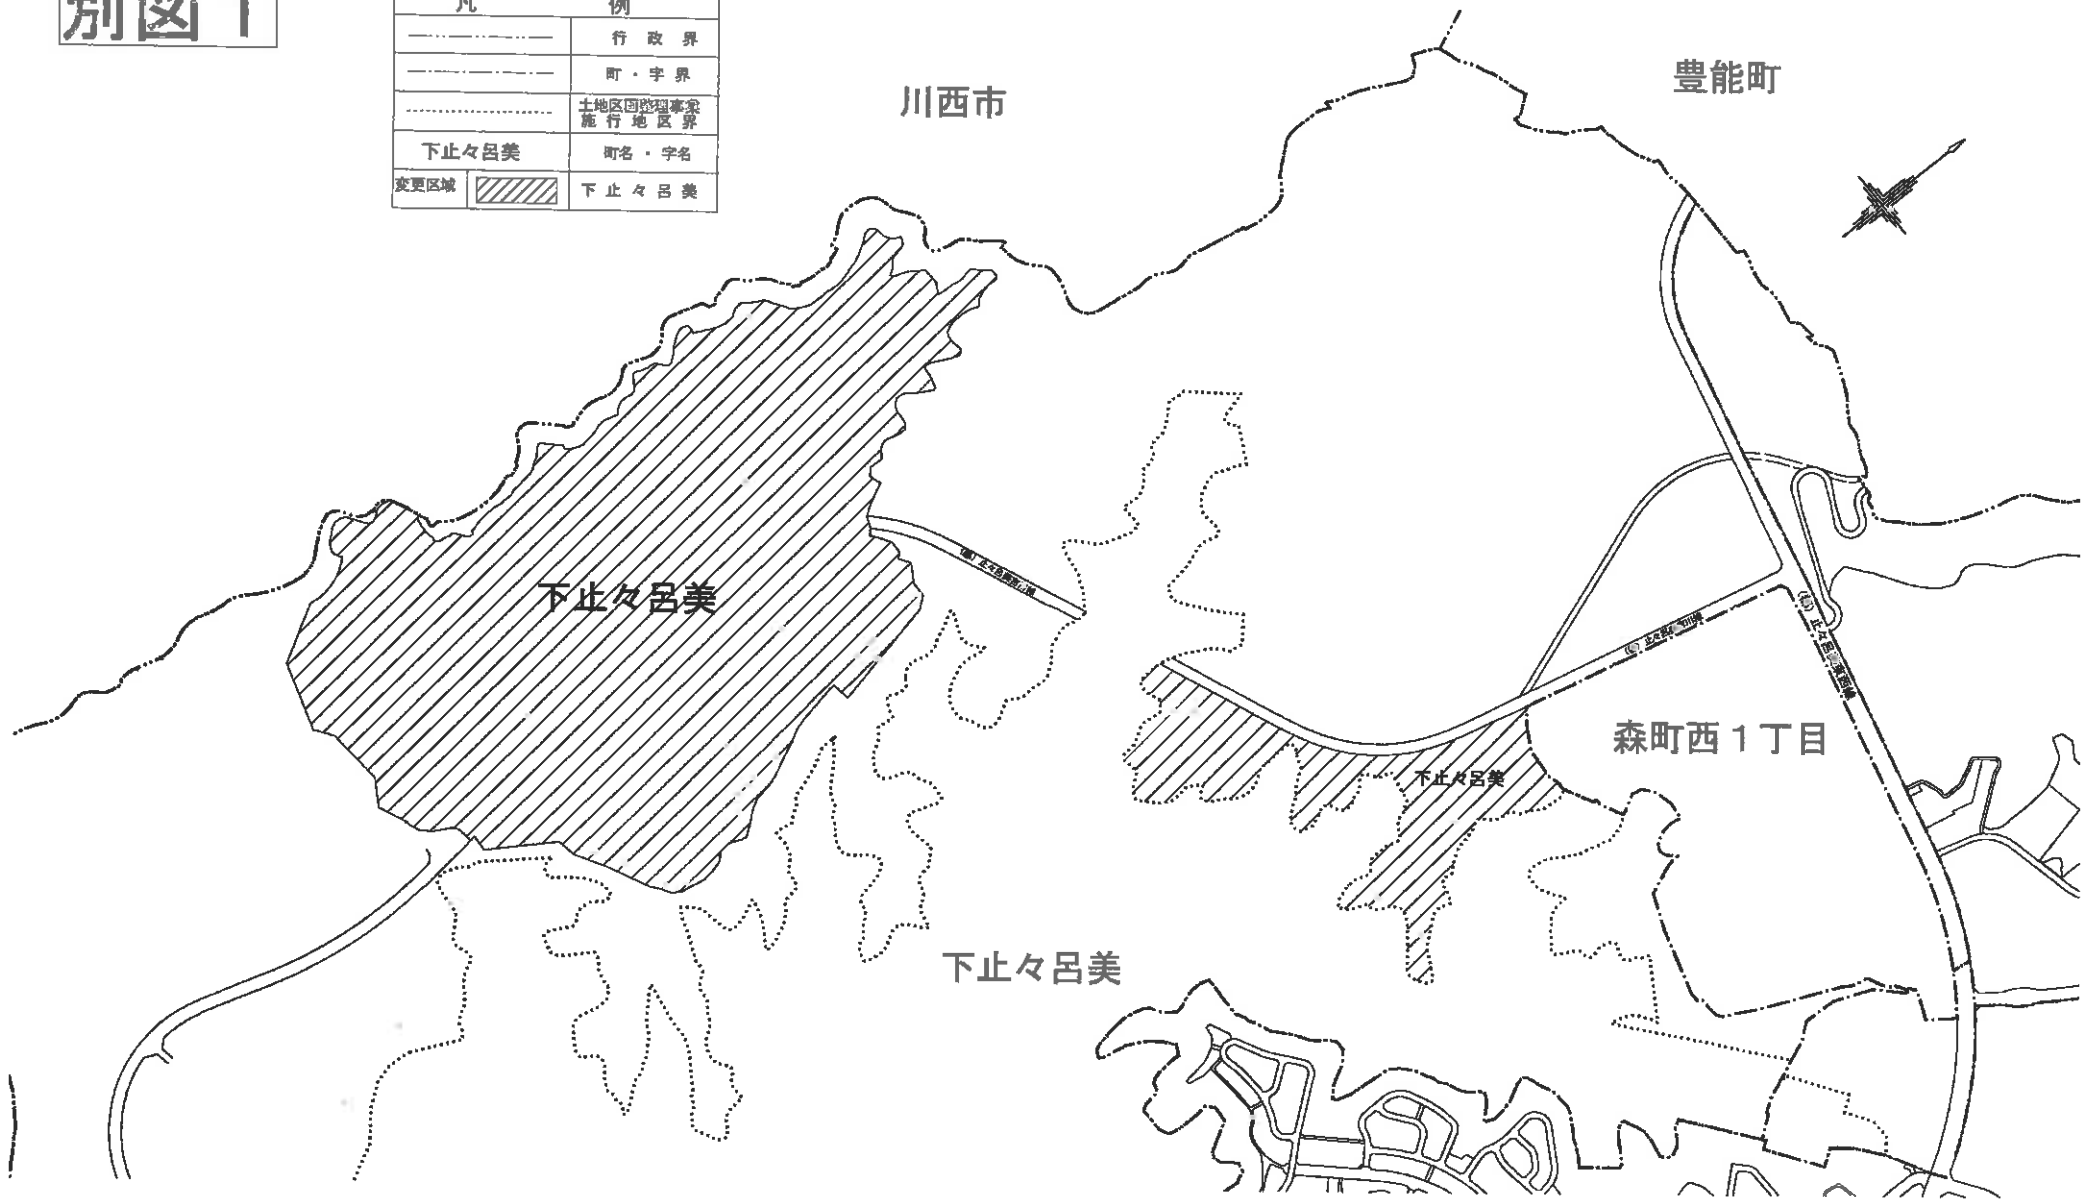 別図1
凡 例
行 政 界
町 ・ 字 界
土地区画整理事業
施 行 地 区 界
下止々呂美
町名 ・ 字名
変更区域
下 止 々 呂 美
川西市
豊能町
下止々呂美
下止々呂美
森町西1丁目
下止々呂美